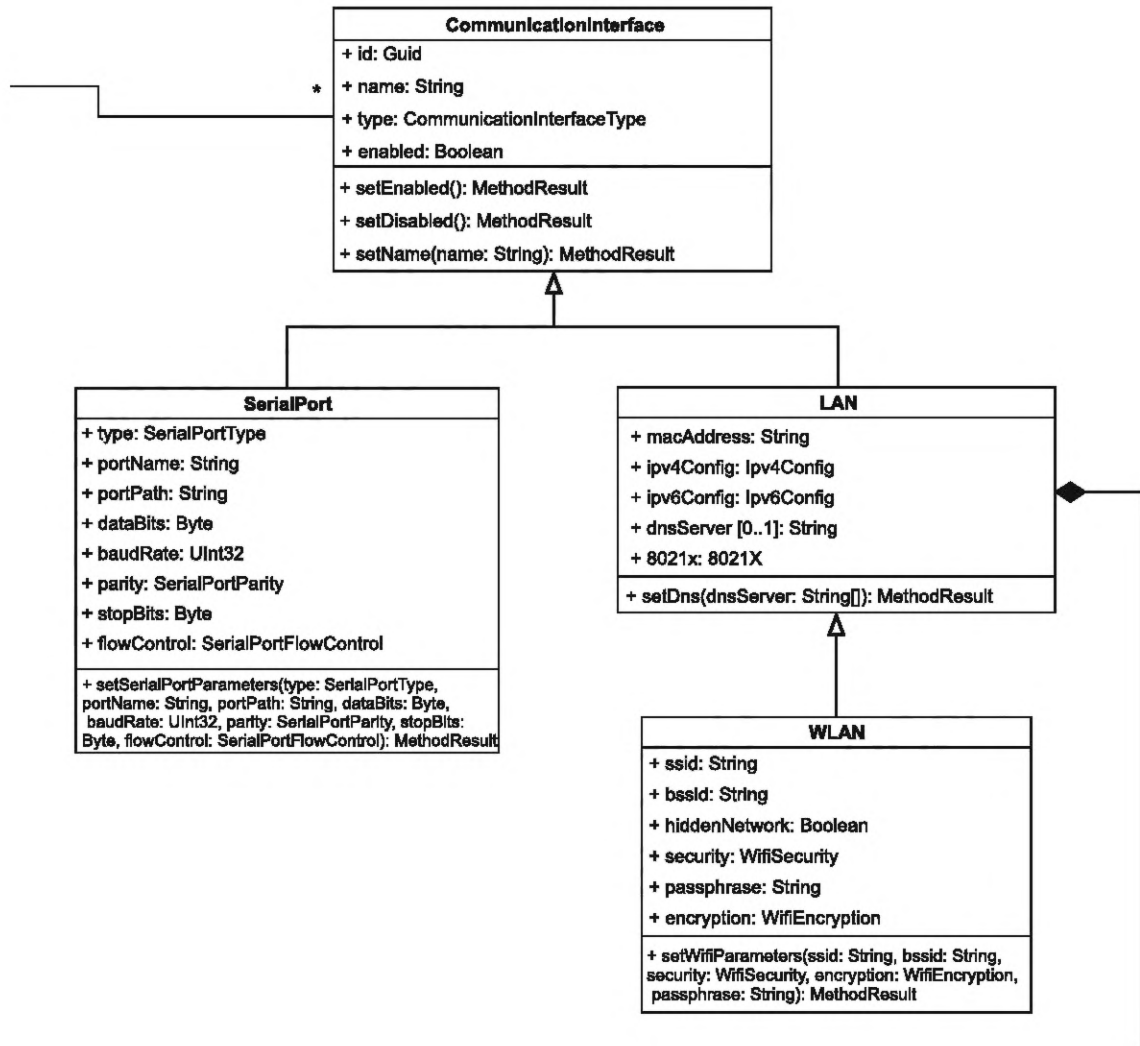 CommunicationInterface
+ id: Guid
+ name: String
*
+ type: CommunicationInterfaceType
+ enabled: Boolean
+ setEnabled(): MethodResult
+ setDisabled(): MethodResult
+ setName(name: String): MethodResult
SerialPort
+ type: SerialPortType
+ portName: String
+ portPath: String
+ dataBits: Byte
+ baudRate: UInt32
+ parity: SerialPortParity
+ stopBits: Byte
+ flowControl: SerialPortFlowControl
+ setSerialPortParameters(type: SerialPortType,
portName: String, portPath: String, dataBits: Byte,
baudRate: UInt32, parity: SerialPortParity, stopBits:
Byte, flowControl: SerialPortFlowControl): MethodResult
LAN
+ macAddress: String
+ ipv4Config: Ipv4Config
+ ipv6Config: Ipv6Config
+ dnsServer [0..1]: String
+ 8021x: 8021X
+ setDns(dnsServer: String[]): MethodResult
WLAN
+ ssid: String
+ bssid: String
+ hiddenNetwork: Boolean
+ security: WifiSecurity
+ passphrase: String
+ encryption: WifiEncryption
+ setWifiParameters(ssid: String, bssid: String,
security: WifiSecurity, encryption: WifiEncryption,
passphrase: String): MethodResult